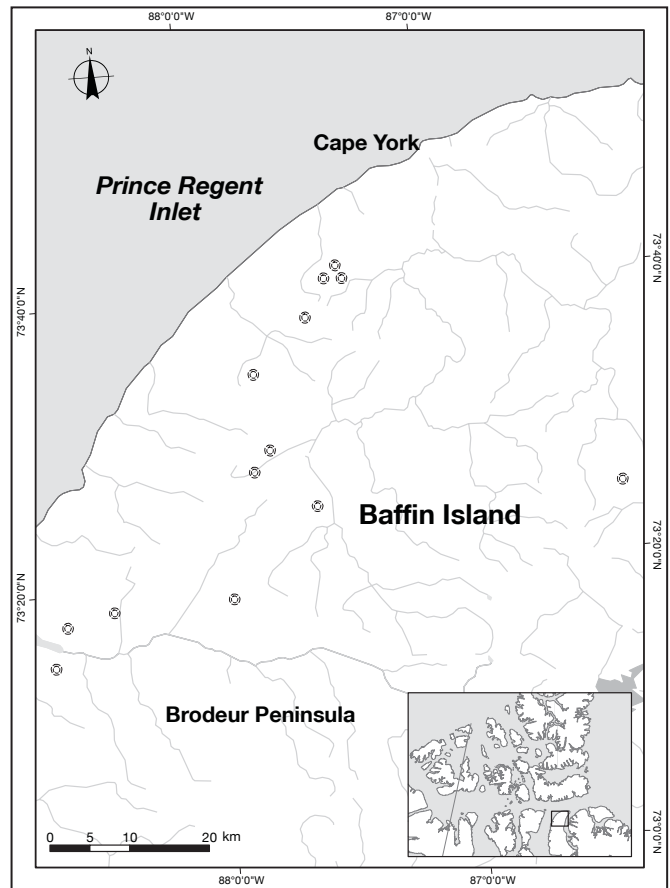 88°0'0"W
87°0'0"W
N
Cape York
Prince Regent
Inlet
73°40'0"N
73°40'0"N
Baffin Island
73°20'0"N
73°20'0"N
Brodeur Peninsula
73°0'0"N
0 5 10 20 km
88°0'0"W
87°0'0"W